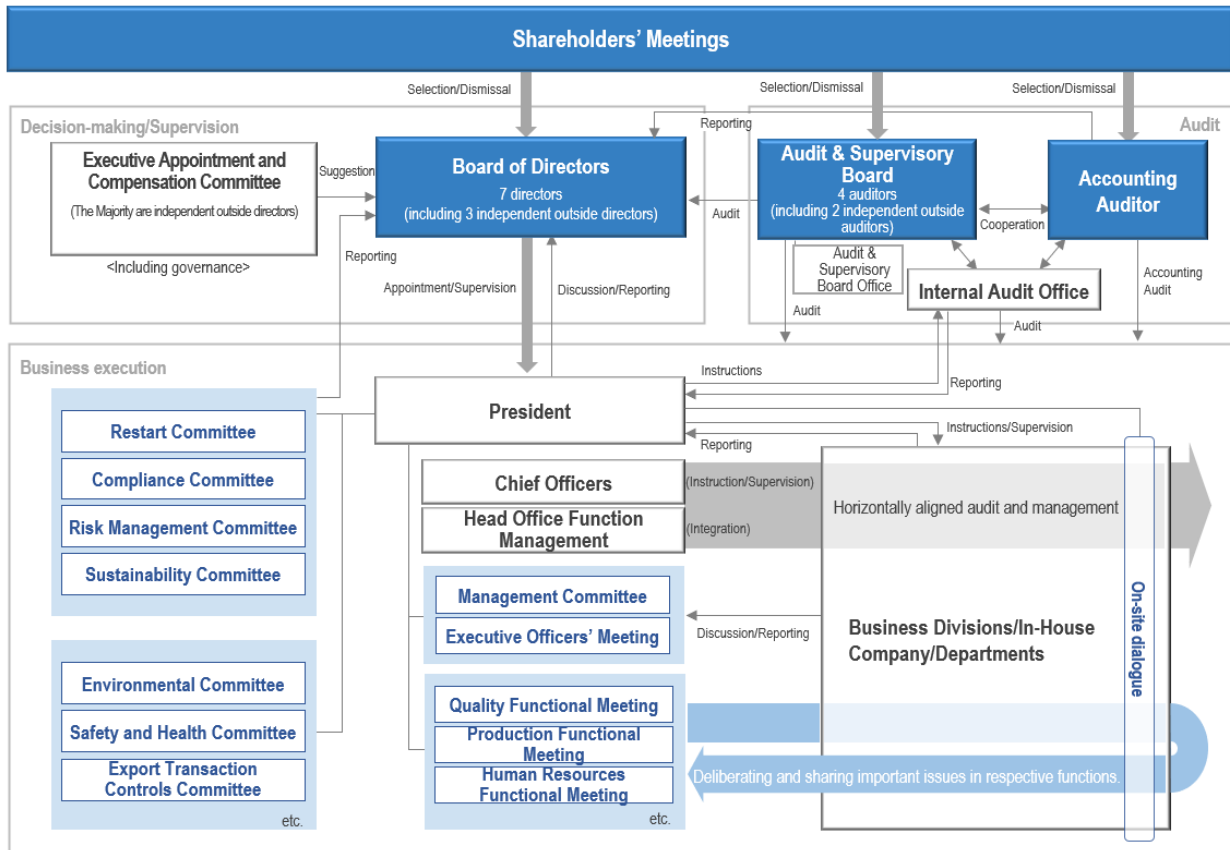 Shareholders’ Meetings
Selection/Dismissal
Selection/Dismissal
Selection/Dismissal
Decision-making/Supervision
Reporting
Audit
Executive Appointment and
Compensation Committee
(The Majority are independent outside directors)
<Including governance>
Suggestion
Board of Directors
7 directors
(including 3 independent outside directors)
Audit
Audit & Supervisory
Board
4 auditors
(including 2 independent outside
auditors)
Cooperation
Accounting
Auditor
Audit &
Supervisory
Board Office
Internal Audit Office
Reporting
Appointment/Supervision
Discussion/Reporting
Audit
Audit
Accounting
Audit
Business execution
Instructions
Reporting
President
Instructions/Supervision
Reporting
Restart Committee
Compliance Committee
Risk Management Committee
Sustainability Committee
Chief Officers
(Instruction/Supervision)
Head Office Function
Management
(Integration)
Horizontally aligned audit and management
Management Committee
Executive Officers’ Meeting
Discussion/Reporting
Business Divisions/In-House
Company/Departments
On-site dialogue
Environmental Committee
Safety and Health Committee
Export Transaction
Controls Committee
etc.
Quality Functional Meeting
Production Functional
Meeting
Human Resources
Functional Meeting
etc.
Deliberating and sharing important issues in respective functions.